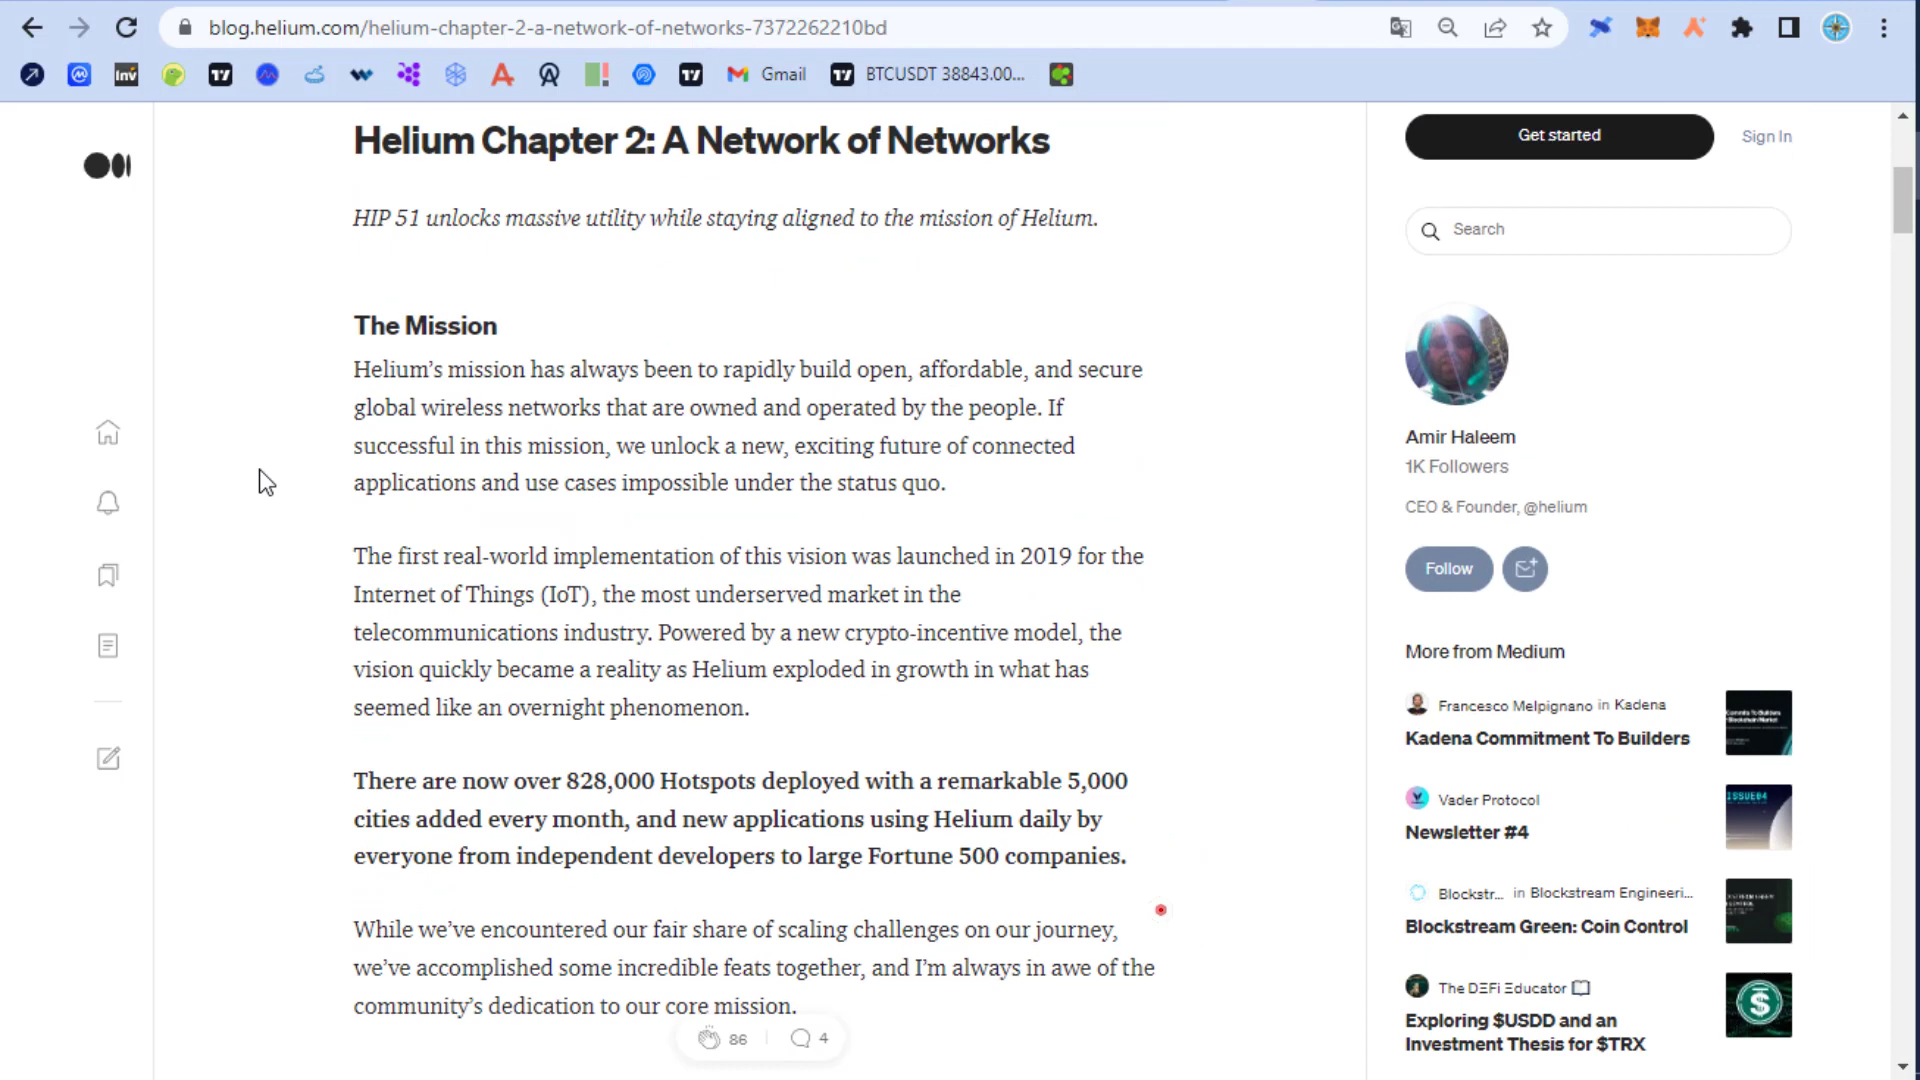 blog.helium.com/helium-chapter-2-a-network-of-networks-7372262210bd
Inv
Gmail
BTCUSDT 38843.00...
Helium Chapter 2: A Network of Networks
HIP 51 unlocks massive utility while staying aligned to the mission of Helium.
The Mission
Helium’s mission has always been to rapidly build open, affordable, and secure
global wireless networks that are owned and operated by the people. If
successful in this mission, we unlock a new, exciting future of connected
applications and use cases impossible under the status quo.
The first real-world implementation of this vision was launched in 2019 for the
Internet of Things (IoT), the most underserved market in the
telecommunications industry. Powered by a new crypto-incentive model, the
vision quickly became a reality as Helium exploded in growth in what has
seemed like an overnight phenomenon.
There are now over 828,000 Hotspots deployed with a remarkable 5,000
cities added every month, and new applications using Helium daily by
everyone from independent developers to large Fortune 500 companies.
While we’ve encountered our fair share of scaling challenges on our journey,
we’ve accomplished some incredible feats together, and I’m always in awe of the
community’s dedication to our core mission.
86
4
Get started
Sign In
Search
Amir Haleem
1K Followers
CEO & Founder, @helium
Follow
More from Medium
Francesco Melpignano in Kadena
Kadena Commitment To Builders
Vader Protocol
Newsletter #4
ISSUE04
Blockstr... in Blockstream Engineeri...
Blockstream Green: Coin Control
The DΞFi Ξducator
Exploring $USDD and an
Investment Thesis for $TRX